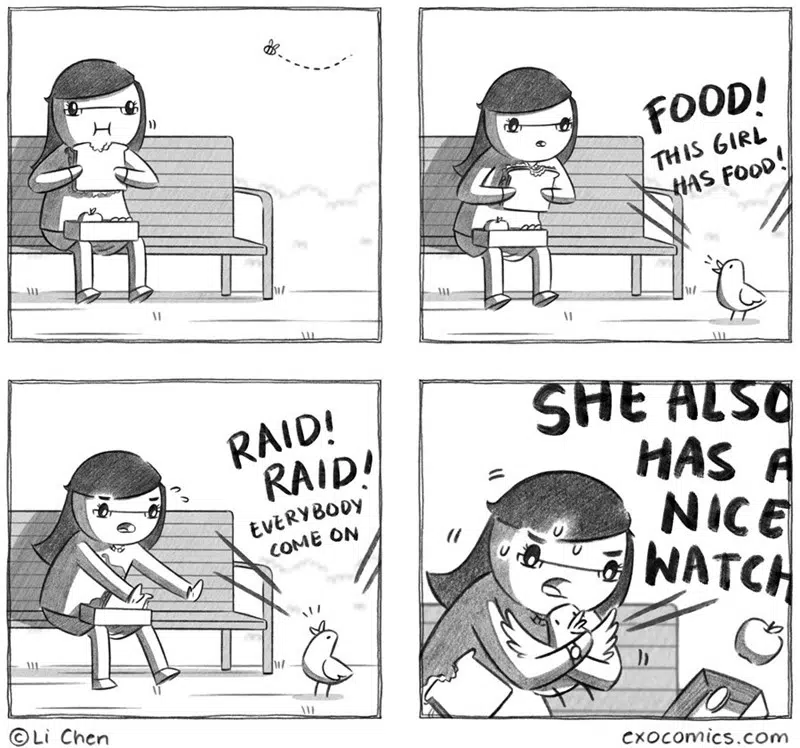 FOOD!
THIS GIRL
HAS FOOD!
RAID!
RAID!
EVERYBODY
COME ON
SHE ALSO
HAS A
NICE
WATCH
©Li Chen
exocomics.com